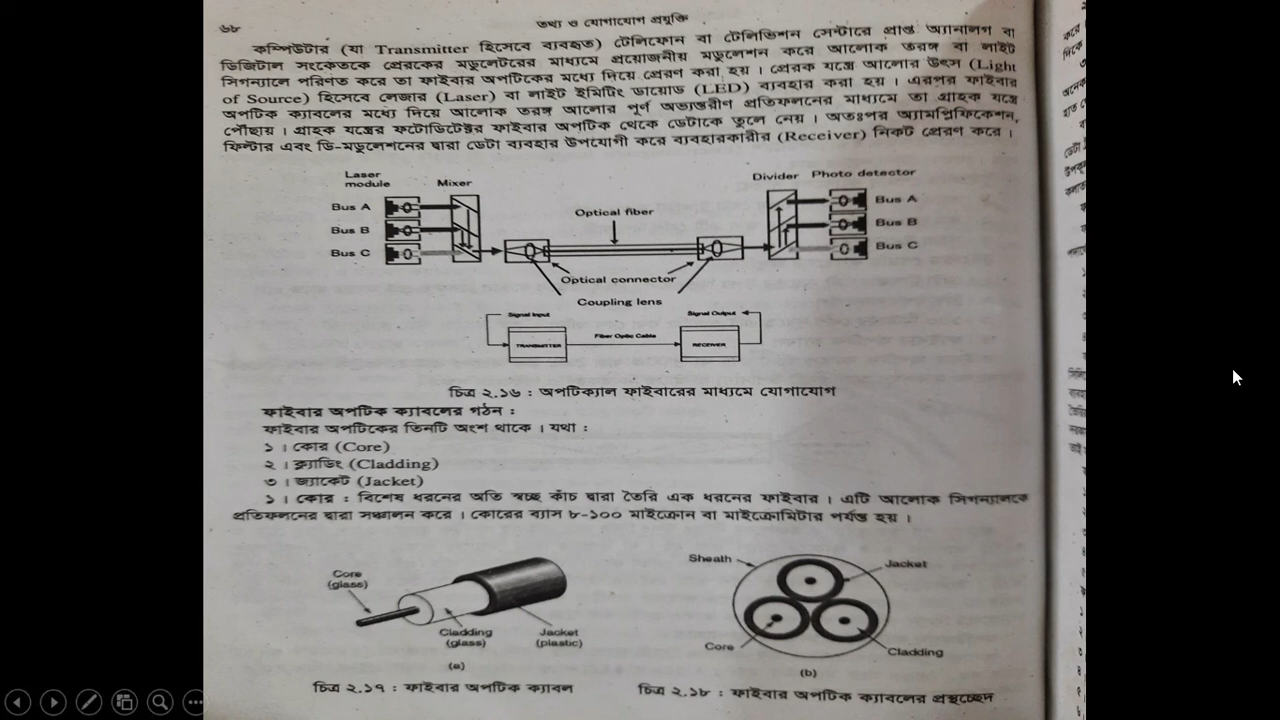 ৬৮
তথ্য ও যোগাযোগ প্রযুক্তি
কম্পিউটার (যা Transmitter হিসেবে ব্যবহৃত) টেলিফোন বা টেলিভিশন সেন্টারে প্রাপ্ত অ্যানালগ বা
ডিজিটাল সংকেতকে প্রেরকের মডুলেটরের মাধ্যমে প্রয়োজনীয় মডুলেশন করে আলোক তরঙ্গ বা লাইট
সিগন্যালে পরিণত করে তা ফাইবার অপটিকের মধ্যে দিয়ে প্রেরণ করা হয়। প্রেরক যন্ত্রে আলোর উৎস (Light
of Source) হিসেবে লেজার (Laser) বা লাইট ইমিটিং ডায়োড (LED) ব্যবহার করা হয়। এরপর ফাইবার
অপটিক ক্যাবলের মধ্যে দিয়ে আলোক তরঙ্গ আলোর পূর্ণ অভ্যন্তরীণ প্রতিফলনের মাধ্যমে তা গ্রাহক যন্ত্রে
পৌঁছায়। গ্রাহক যন্ত্রের ফটোডিটেক্টর ফাইবার অপটিক থেকে ডেটাকে তুলে নেয়। অতঃপর অ্যামপ্লিফিকেশন,
ফিল্টার এবং ডি-মডুলেশনের দ্বারা ডেটা ব্যবহার উপযোগী করে ব্যবহারকারীর (Receiver) নিকট প্রেরণ করে।
Laser module
Mixer
Divider
Photo detector
Bus A
Bus B
Bus C
Optical fiber
Bus A
Bus B
Bus C
Optical connector
Coupling lens
Signal Input
Signal Output
TRANSMITTER
Fiber Optic Cable
RECEIVER
চিত্র ২.১৬ : অপটিক্যাল ফাইবারের মাধ্যমে যোগাযোগ
ফাইবার অপটিক ক্যাবলের গঠন :
ফাইবার অপটিকের তিনটি অংশ থাকে। যথা :
১। কোর (Core)
২। ক্ল্যাডিং (Cladding)
৩। জ্যাকেট (Jacket)
১। কোর : বিশেষ ধরনের অতি স্বচ্ছ কাঁচ দ্বারা তৈরি এক ধরনের ফাইবার। এটি আলোক সিগন্যালকে
প্রতিফলনের দ্বারা সঞ্চালন করে। কোরের ব্যাস ৮-১০০ মাইক্রোন বা মাইক্রোমিটার পর্যন্ত হয়।
Core
(glass)
Cladding
(glass)
Jacket
(plastic)
(a)
Sheath
Jacket
Core
Cladding
(b)
চিত্র ২.১৭ : ফাইবার অপটিক ক্যাবল
চিত্র ২.১৮ : ফাইবার অপটিক ক্যাবলের প্রস্থচ্ছেদ